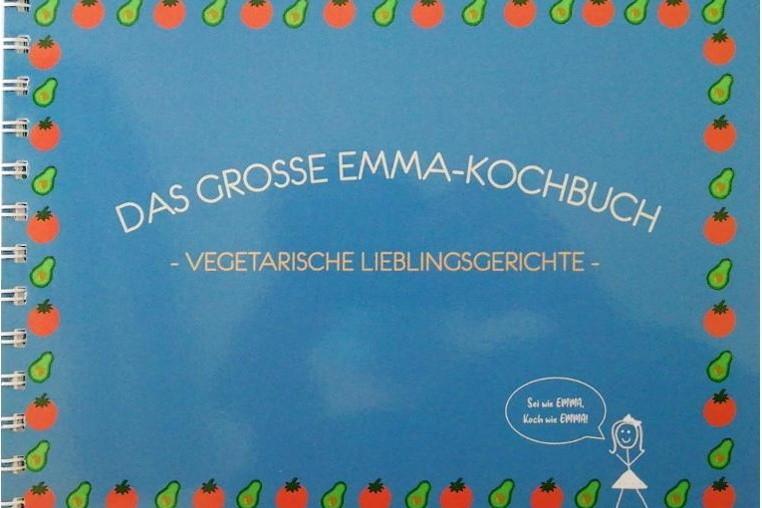 DAS GROSSE EMMA-KOCHBUCH
- VEGETARISCHE LIEBLINGSGERICHTE -
Sei wie EMMA,
Koch wie EMMA!